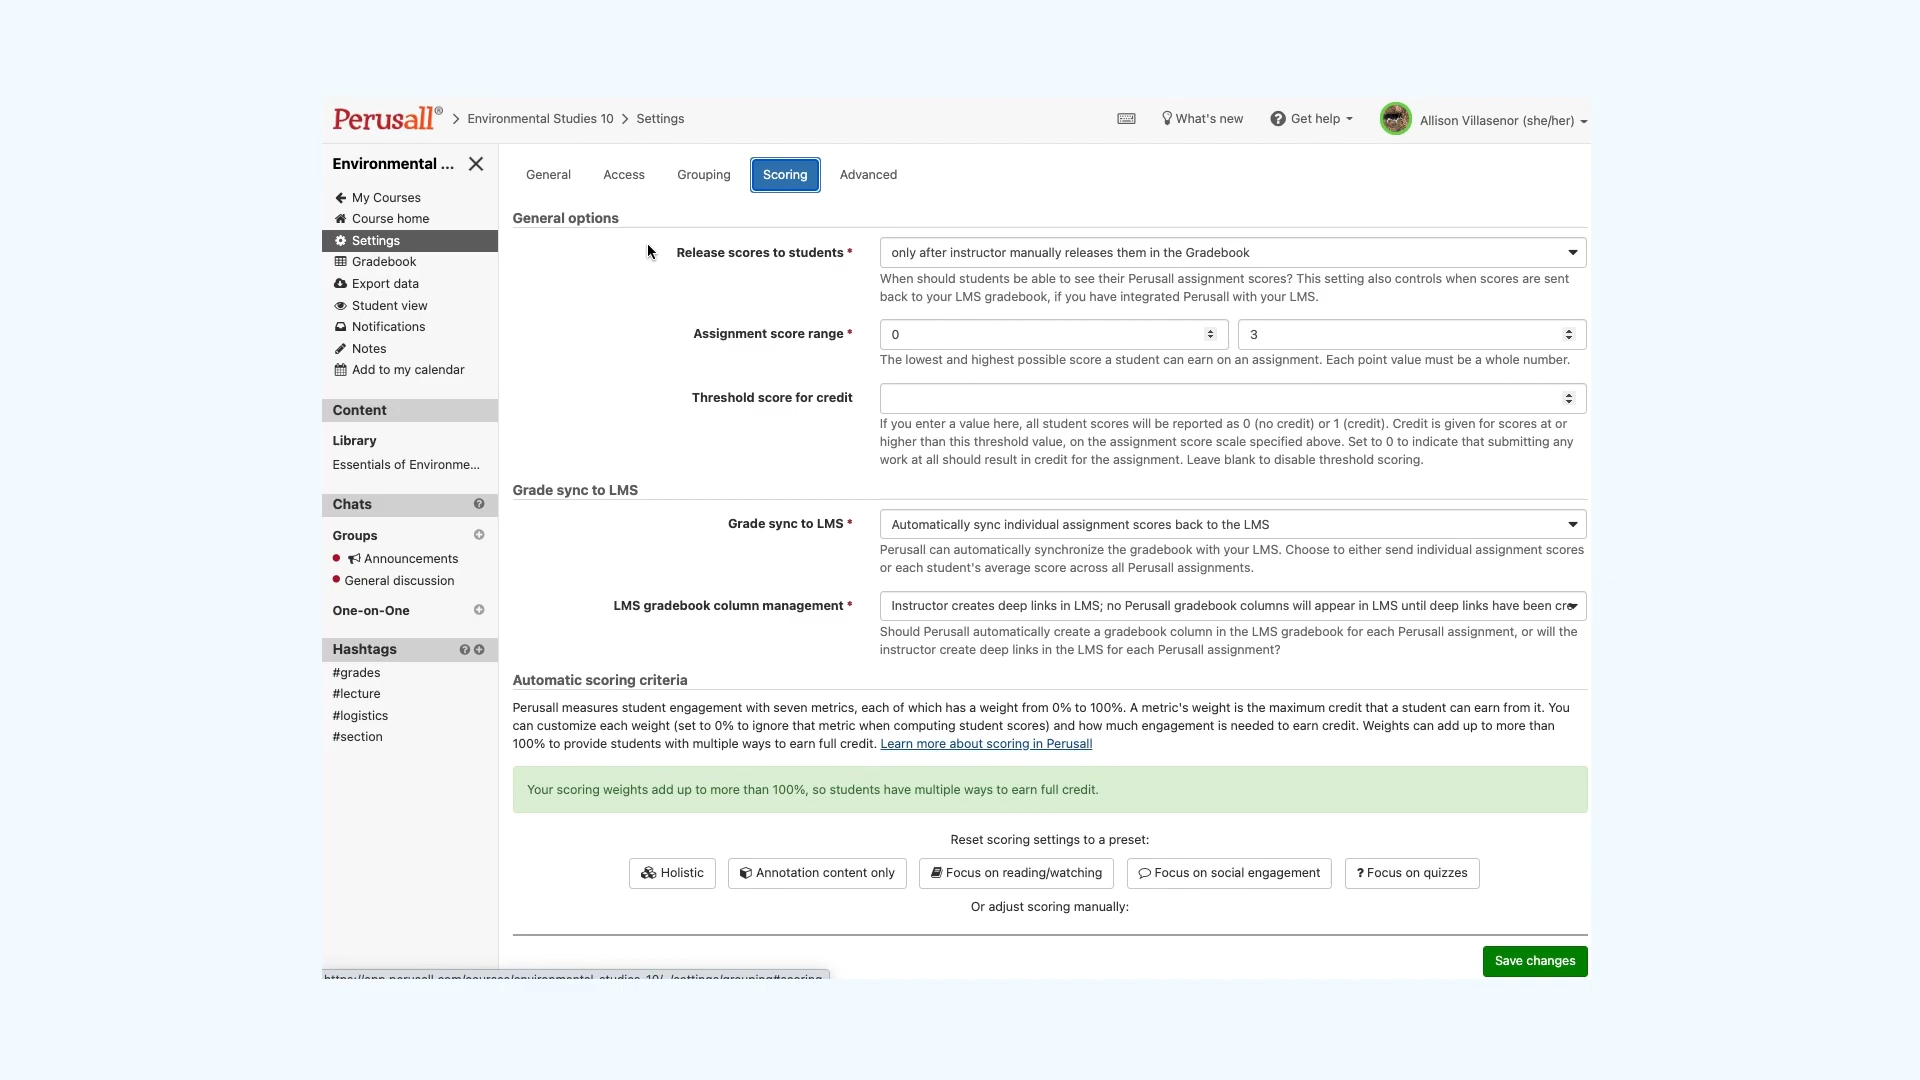 Perusall® > Environmental Studies 10 > Settings
What's new
Get help
Allison Villasenor (she/her)
Environmental ...
My Courses
Course home
Settings
Gradebook
Export data
Student view
Notifications
Notes
Add to my calendar
Content
Library
Essentials of Environme...
Chats
Groups
Announcements
General discussion
One-on-One
Hashtags
#grades
#lecture
#logistics
#section
General Access Grouping Scoring Advanced
General options
Release scores to students *
only after instructor manually releases them in the Gradebook
When should students be able to see their Perusall assignment scores? This setting also controls when scores are sent
back to your LMS gradebook, if you have integrated Perusall with your LMS.
Assignment score range *
0
3
The lowest and highest possible score a student can earn on an assignment. Each point value must be a whole number.
Threshold score for credit
If you enter a value here, all student scores will be reported as 0 (no credit) or 1 (credit). Credit is given for scores at or
higher than this threshold value, on the assignment score scale specified above. Set to 0 to indicate that submitting any
work at all should result in credit for the assignment. Leave blank to disable threshold scoring.
Grade sync to LMS
Grade sync to LMS *
Automatically sync individual assignment scores back to the LMS
Perusall can automatically synchronize the gradebook with your LMS. Choose to either send individual assignment scores
or each student's average score across all Perusall assignments.
LMS gradebook column management *
Instructor creates deep links in LMS; no Perusall gradebook columns will appear in LMS until deep links have been cre
Should Perusall automatically create a gradebook column in the LMS gradebook for each Perusall assignment, or will the
instructor create deep links in the LMS for each Perusall assignment?
Automatic scoring criteria
Perusall measures student engagement with seven metrics, each of which has a weight from 0% to 100%. A metric's weight is the maximum credit that a student can earn from it. You
can customize each weight (set to 0% to ignore that metric when computing student scores) and how much engagement is needed to earn credit. Weights can add up to more than
100% to provide students with multiple ways to earn full credit. Learn more about scoring in Perusall
Your scoring weights add up to more than 100%, so students have multiple ways to earn full credit.
Reset scoring settings to a preset:
Holistic
Annotation content only
Focus on reading/watching
Focus on social engagement
? Focus on quizzes
Or adjust scoring manually:
Save changes